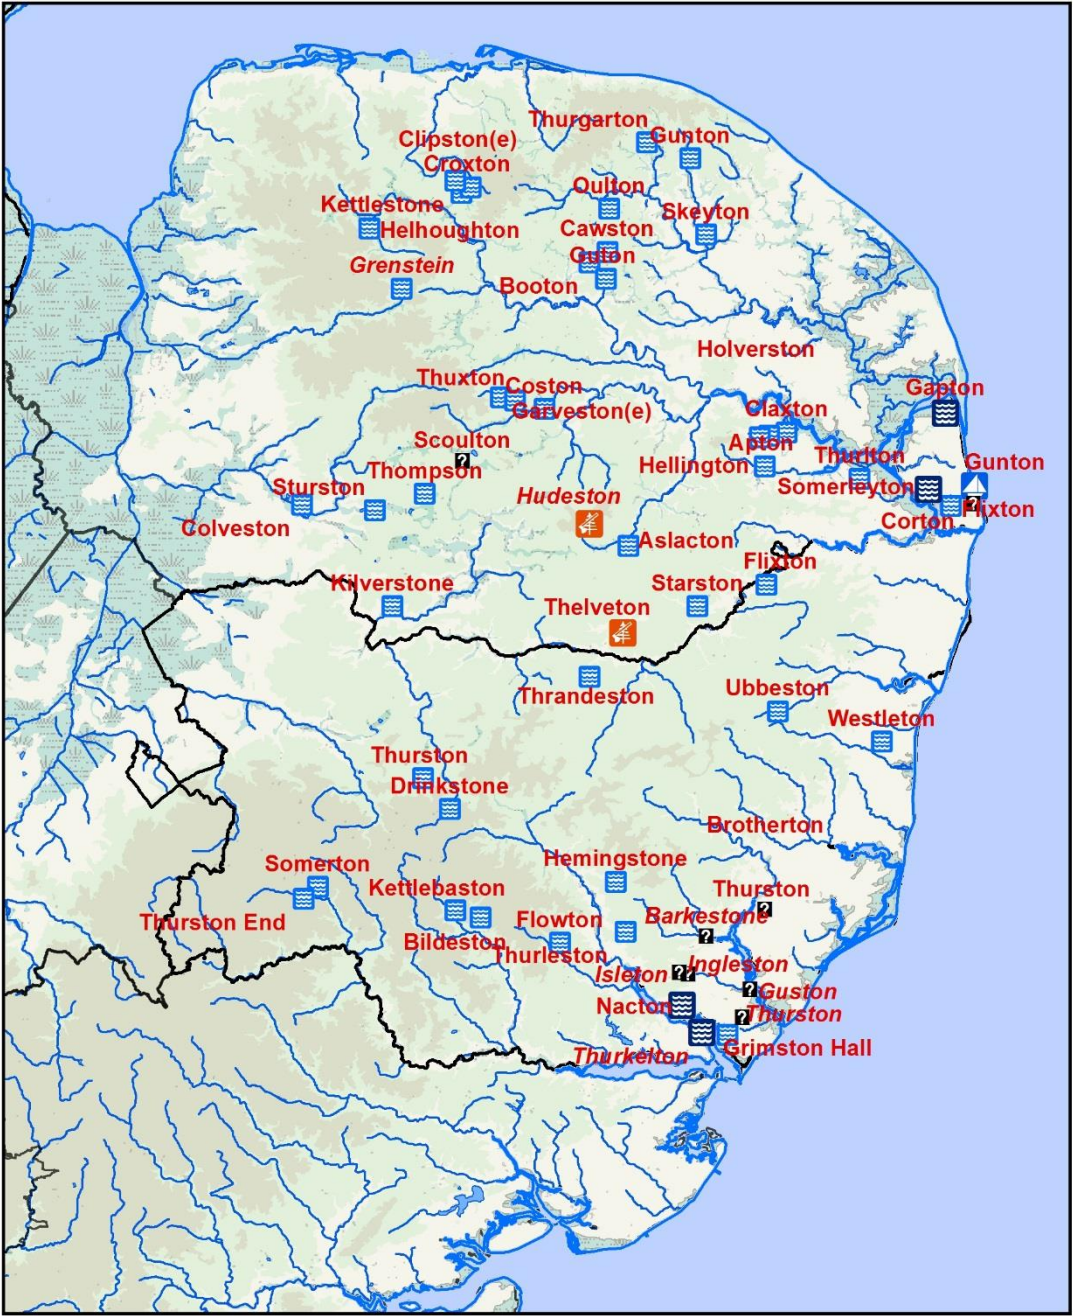 Thurgarton
Gunton
Clipston(e)
Croxton
Oulton
Kettlestone
Skeyton
Helhoughton
Cawston
Guton
Grenstein
Booton
Holverston
Thuxton
Coston
Gapton
Garveston(e)
Claxton
Scoulton
Apton
Thurlton
Thompson
Hellington
Gunton
Sturston
Somerleyton
Hudeston
Flixton
Colveston
Corton
Aslacton
Flixton
Kilverstone
Starston
Thelveton
Thrandeston
Ubbeston
Westleton
Thurston
Drinkstone
Brotherton
Hemingstone
Somerton
Kettlebaston
Thurston
Thurston End
Flowton
Barkestone
Bildeston
Thurleston
Isleton
Ingleston
Guston
Nacton
Thurston
Thurkelton
Grimston Hall
?
?
?
?
?
?
?
?